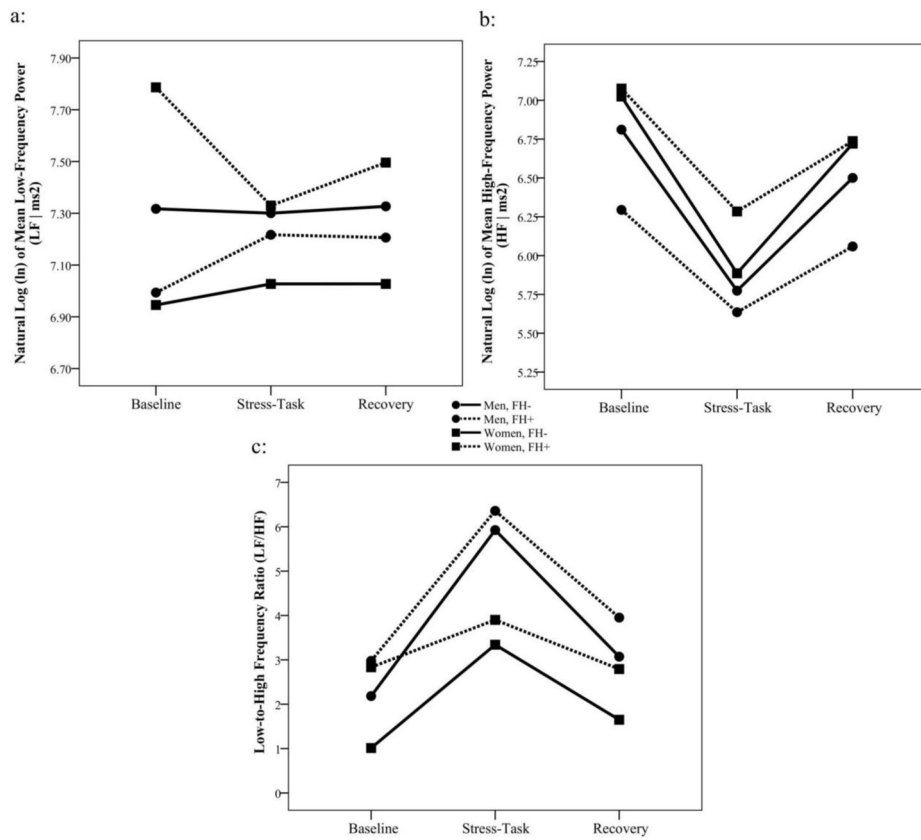 a:
Natural Log (ln) of Mean Low-Frequency Power
(LF | ms2)
7.90
7.70
7.50
7.30
7.10
6.90
6.70
Baseline
Stress-Task
Recovery
b:
Natural Log (ln) of Mean High-Frequency Power
(HF | ms2)
7.25
7.00
6.75
6.50
6.25
6.00
5.75
5.50
5.25
Baseline
Stress-Task
Recovery
Men, FH-
Men, FH+
Women, FH-
Women, FH+
c:
Low-to-High Frequency Ratio (LF/HF)
7
6
5
4
3
2
1
0
Baseline
Stress-Task
Recovery